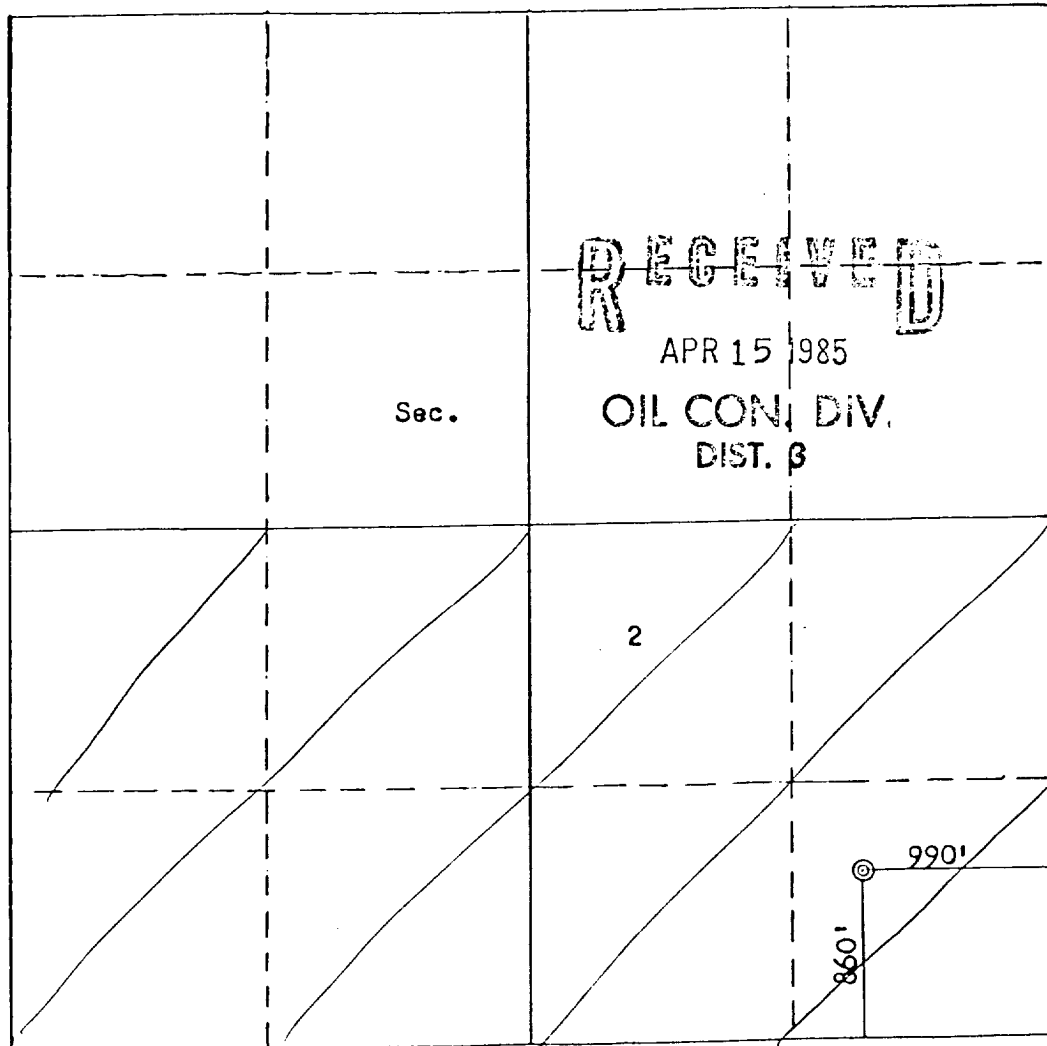 RECEIVED
APR 15 1985
Sec.
OIL CON. DIV.
DIST. 3
2
990'
860'